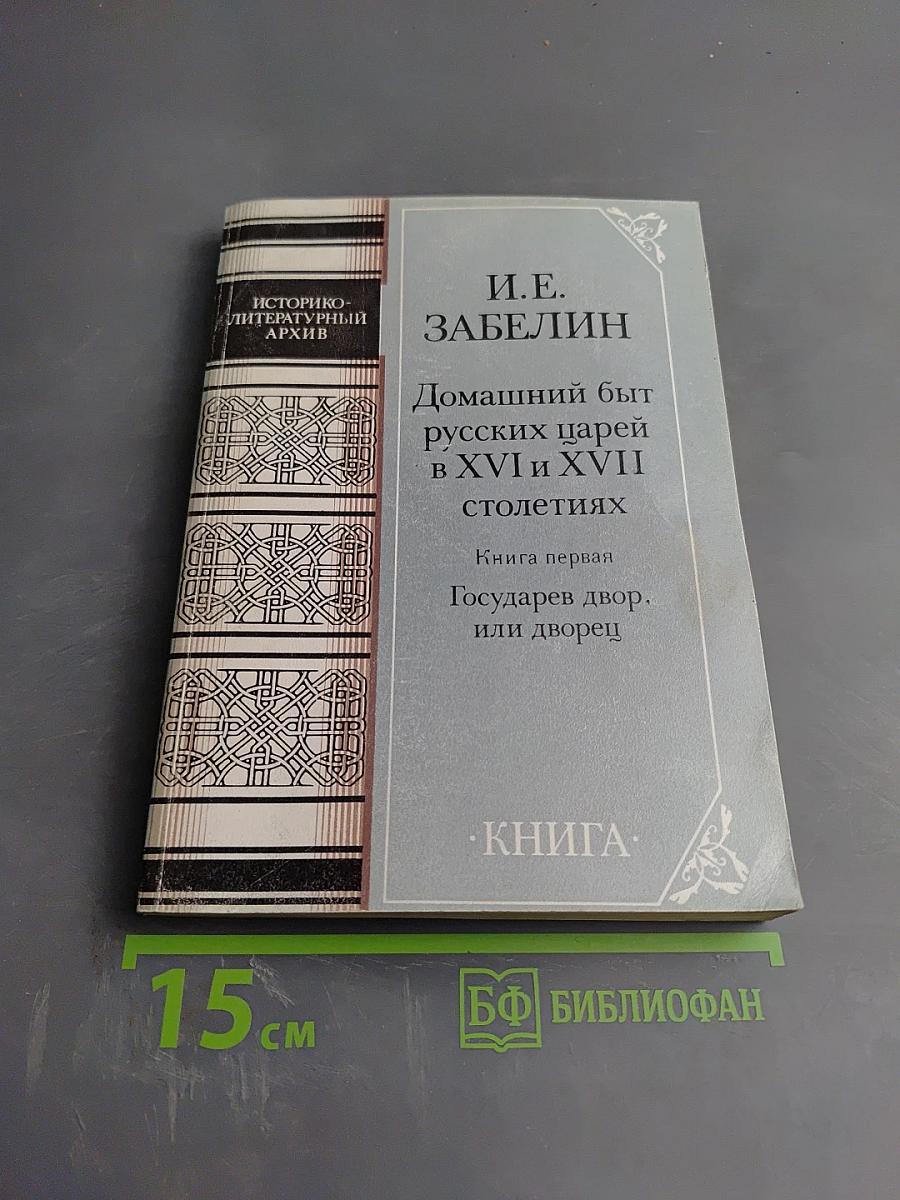 ИСТОРИКО-
ЛИТЕРАТУРНЫЙ
АРХИВ
И.Е.
ЗАБЕЛИН
Домашний быт
русских царей
в XVI и XVII
столетиях
Книга первая
Государев двор,
или дворец
·КНИГА·
15 см
БФ БИБЛИОФАН